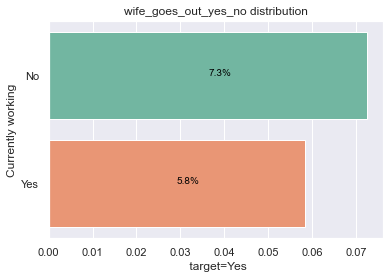 wife_goes_out_yes_no distribution
Currently working
No
7.3%
Yes
5.8%
0.00 0.01 0.02 0.03 0.04 0.05 0.06 0.07
target=Yes